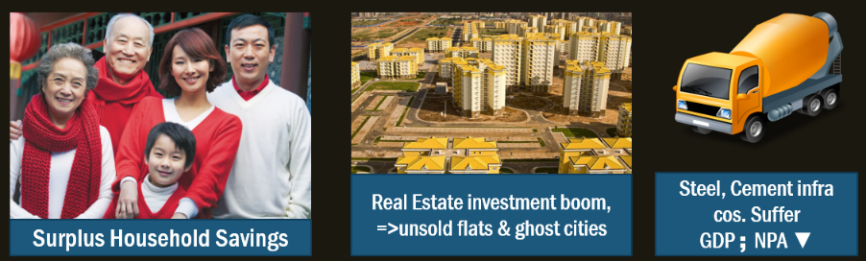 Surplus Household Savings
Real Estate investment boom,
=>unsold flats & ghost cities
Steel, Cement infra
cos. Suffer
GDP ; NPA ▼